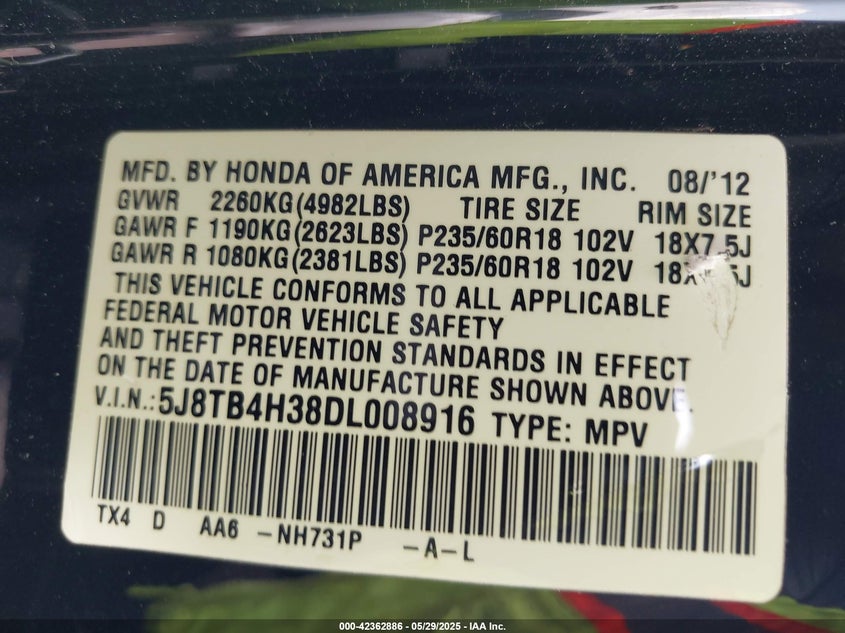 MFD. BY HONDA OF AMERICA MFG., INC. 08/'12
GVWR 2260KG(4982LBS) TIRE SIZE RIM SIZE
GAWR F 1190KG(2623LBS) P235/60R18 102V 18X7.5J
GAWR R 1080KG(2381LBS) P235/60R18 102V
THIS VEHICLE CONFORMS TO ALL APPLICABLE
FEDERAL MOTOR VEHICLE SAFETY
AND THEFT PREVENTION STANDARDS IN EFFECT
ON THE DATE OF MANUFACTURE SHOWN ABOVE.
V.I.N.: 5J8TB4H38DL008916 TYPE: MPV
TX4 D AA6 -NH731P -A-L
000-42362886 - 05/29/2025 - IAA Inc.